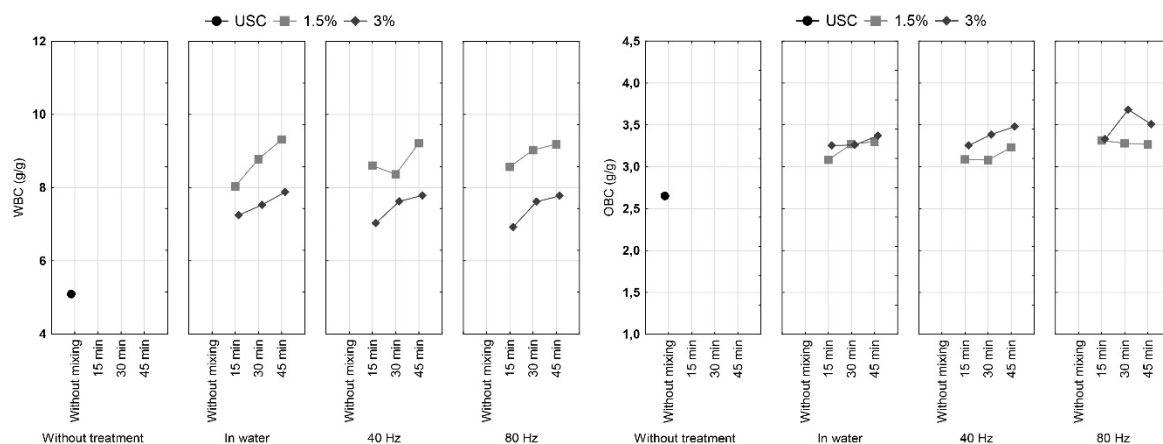 USC 1.5% 3%
USC 1.5% 3%
WBC (g/g)
12
10
8
6
4
Without mixing
15 min
30 min
45 min
Without mixing
15 min
30 min
45 min
Without mixing
15 min
30 min
45 min
Without mixing
15 min
30 min
45 min
Without treatment In water 40 Hz 80 Hz
OBC (g/g)
4,5
4,0
3,5
3,0
2,5
2,0
1,5
1,0
Without mixing
15 min
30 min
45 min
Without mixing
15 min
30 min
45 min
Without mixing
15 min
30 min
45 min
Without mixing
15 min
30 min
45 min
Without treatment In water 40 Hz 80 Hz